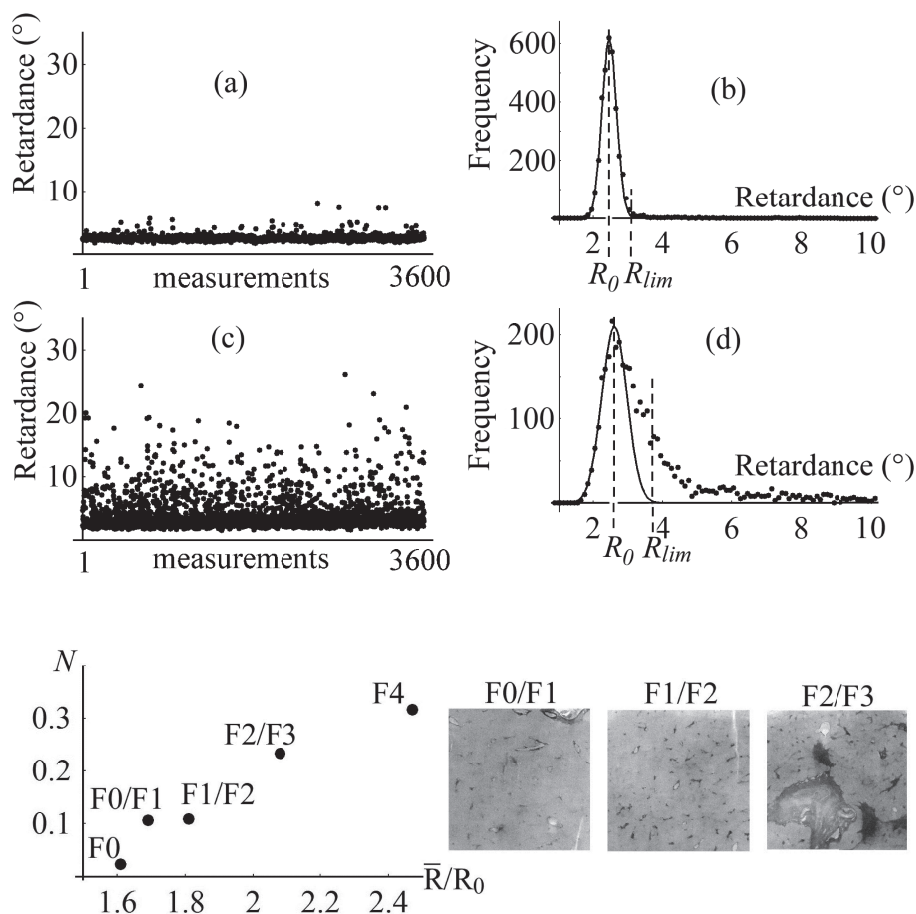 Retardance (°)
30
20
10
(a)
1
measurements
3600
Frequency
600
400
200
(b)
Retardance (°)
2
4
6
8
10
R0
Rlim
Retardance (°)
30
20
10
(c)
1
measurements
3600
Frequency
200
100
(d)
Retardance (°)
2
4
6
8
10
R0
Rlim
N
0.3
0.2
0.1
F0
F0/F1
F1/F2
F2/F3
F4
1.6
1.8
2
2.2
2.4
R̅/R0
F0/F1
F1/F2
F2/F3